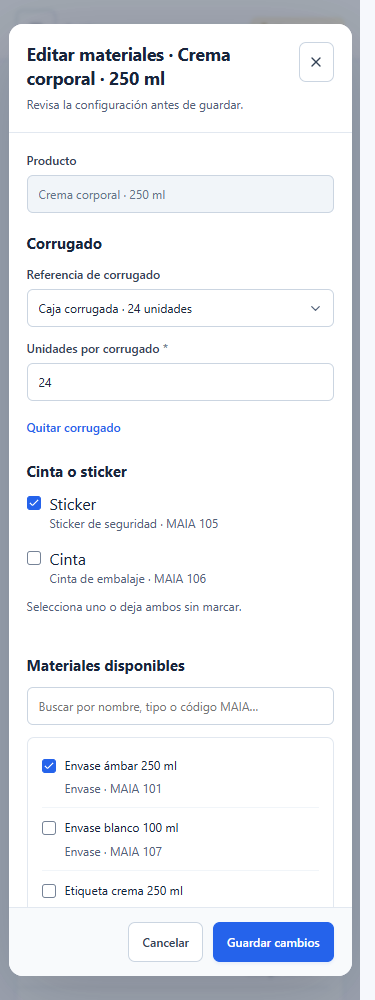 Editar materiales · Crema
corporal · 250 ml
Revisa la configuración antes de guardar.
Producto
Crema corporal · 250 ml
Corrugado
Referencia de corrugado
Caja corrugada · 24 unidades
Unidades por corrugado *
24
Quitar corrugado
Cinta o sticker
Sticker
Sticker de seguridad · MAIA 105
Cinta
Cinta de embalaje · MAIA 106
Selecciona uno o deja ambos sin marcar.
Materiales disponibles
Buscar por nombre, tipo o código MAIA...
Envase ámbar 250 ml
Envase · MAIA 101
Envase blanco 100 ml
Envase · MAIA 107
Etiqueta crema 250 ml
Cancelar
Guardar cambios